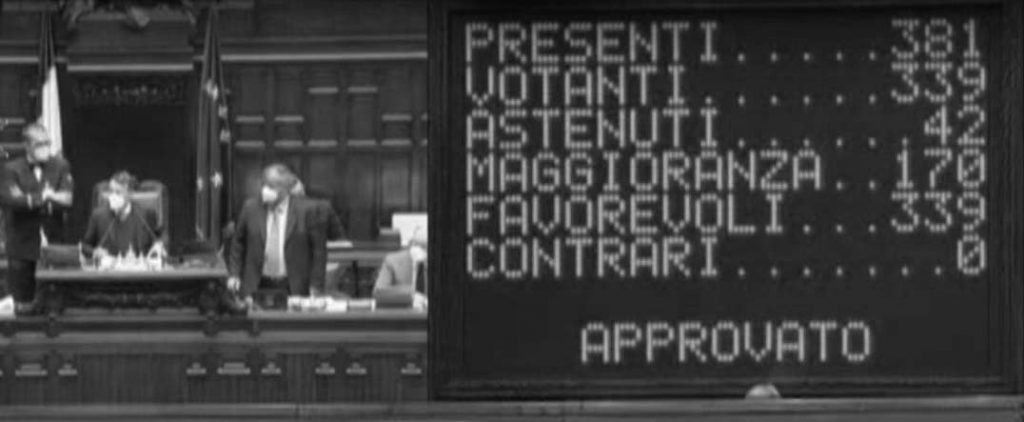 PRESENTI.....381
VOTANTI......339
ASTENUTI......42
MAGGIORANZA..170
FAVOREVOLI...339
CONTRARI.......0
APPROVATO